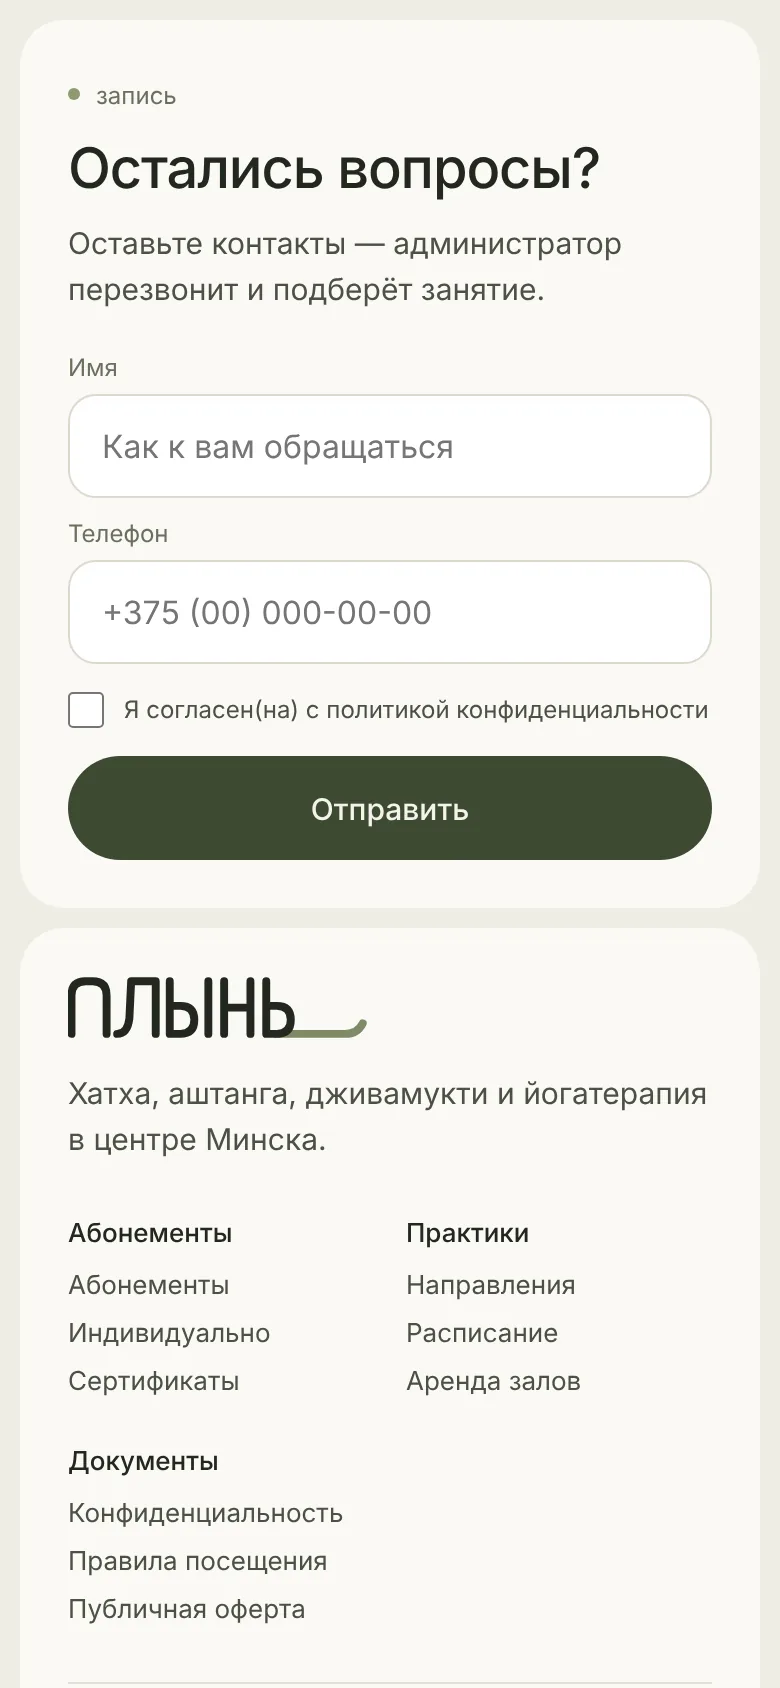 запись
Остались вопросы?
Оставьте контакты — администратор
перезвонит и подберёт занятие.
Имя
Как к вам обращаться
Телефон
+375 (00) 000-00-00
Я согласен(на) с политикой конфиденциальности
Отправить
ПЛЫНЬ
Хатха, аштанга, дживамукти и йогатерапия
в центре Минска.
Абонементы
Абонементы
Индивидуально
Сертификаты
Практики
Направления
Расписание
Аренда залов
Документы
Конфиденциальность
Правила посещения
Публичная оферта